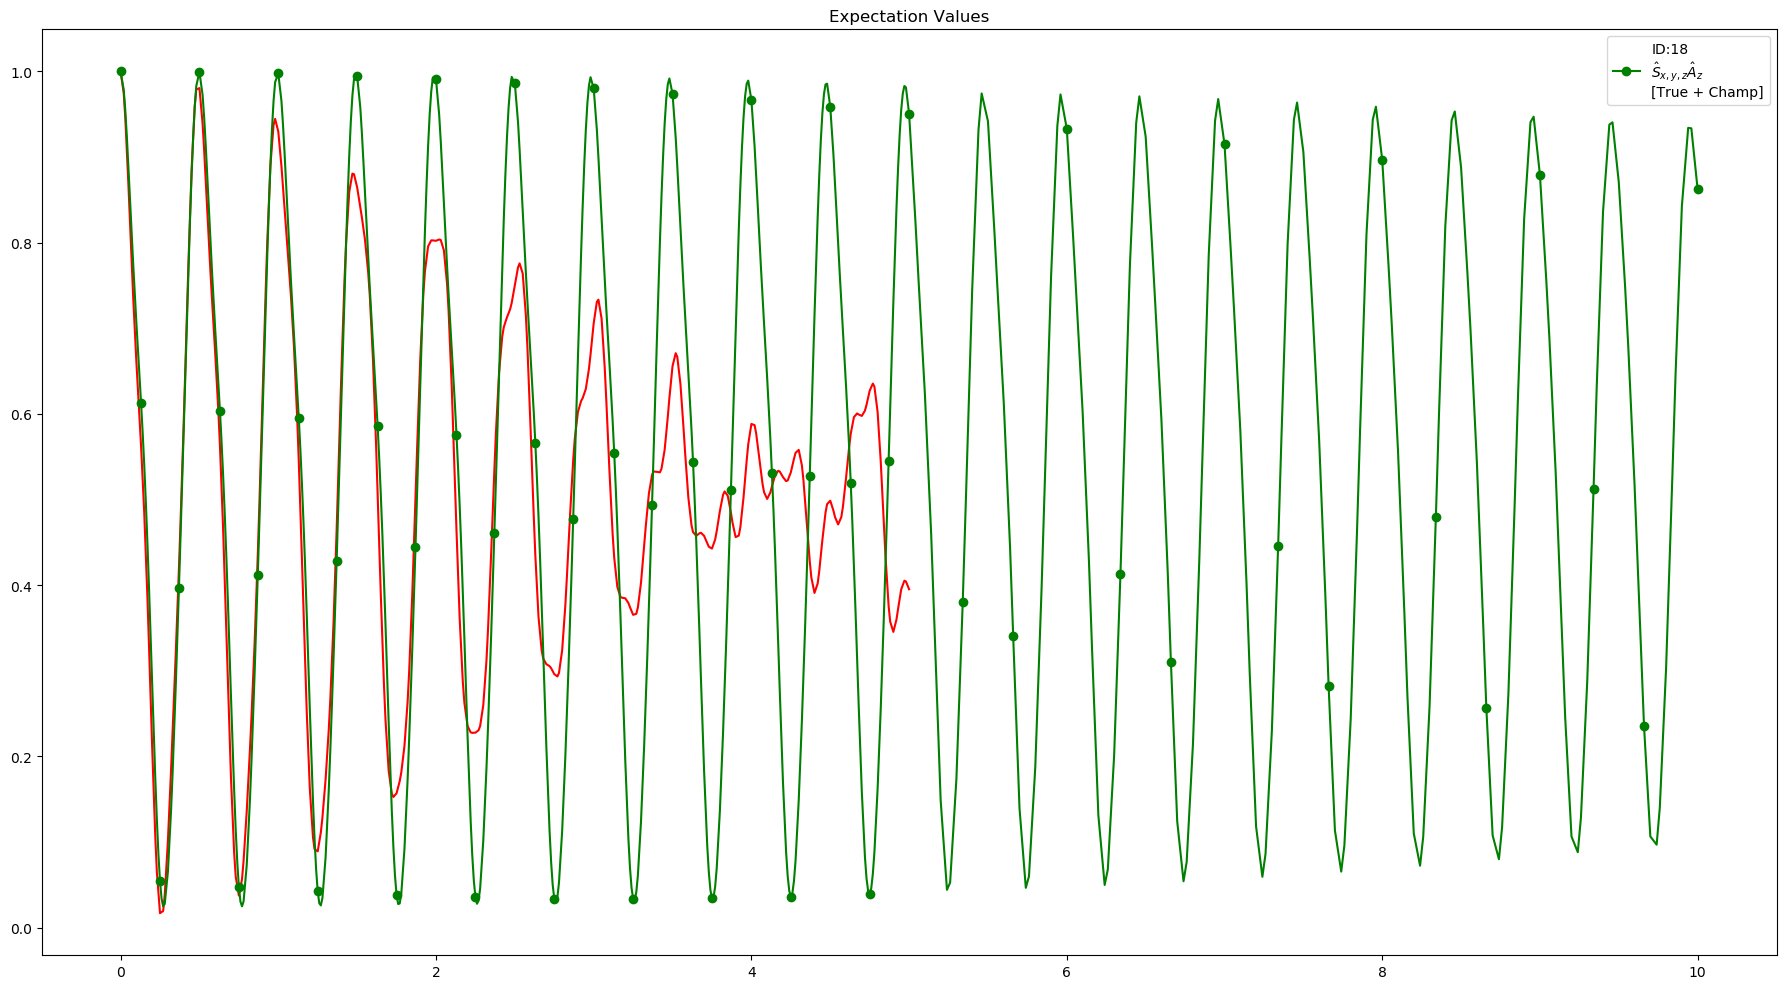 Expectation Values
ID:18
$\hat{S}_{x,y,z}\hat{A}_z$
[True + Champ]
1.0
0.8
0.6
0.4
0.2
0.0
0 2 4 6 8 10